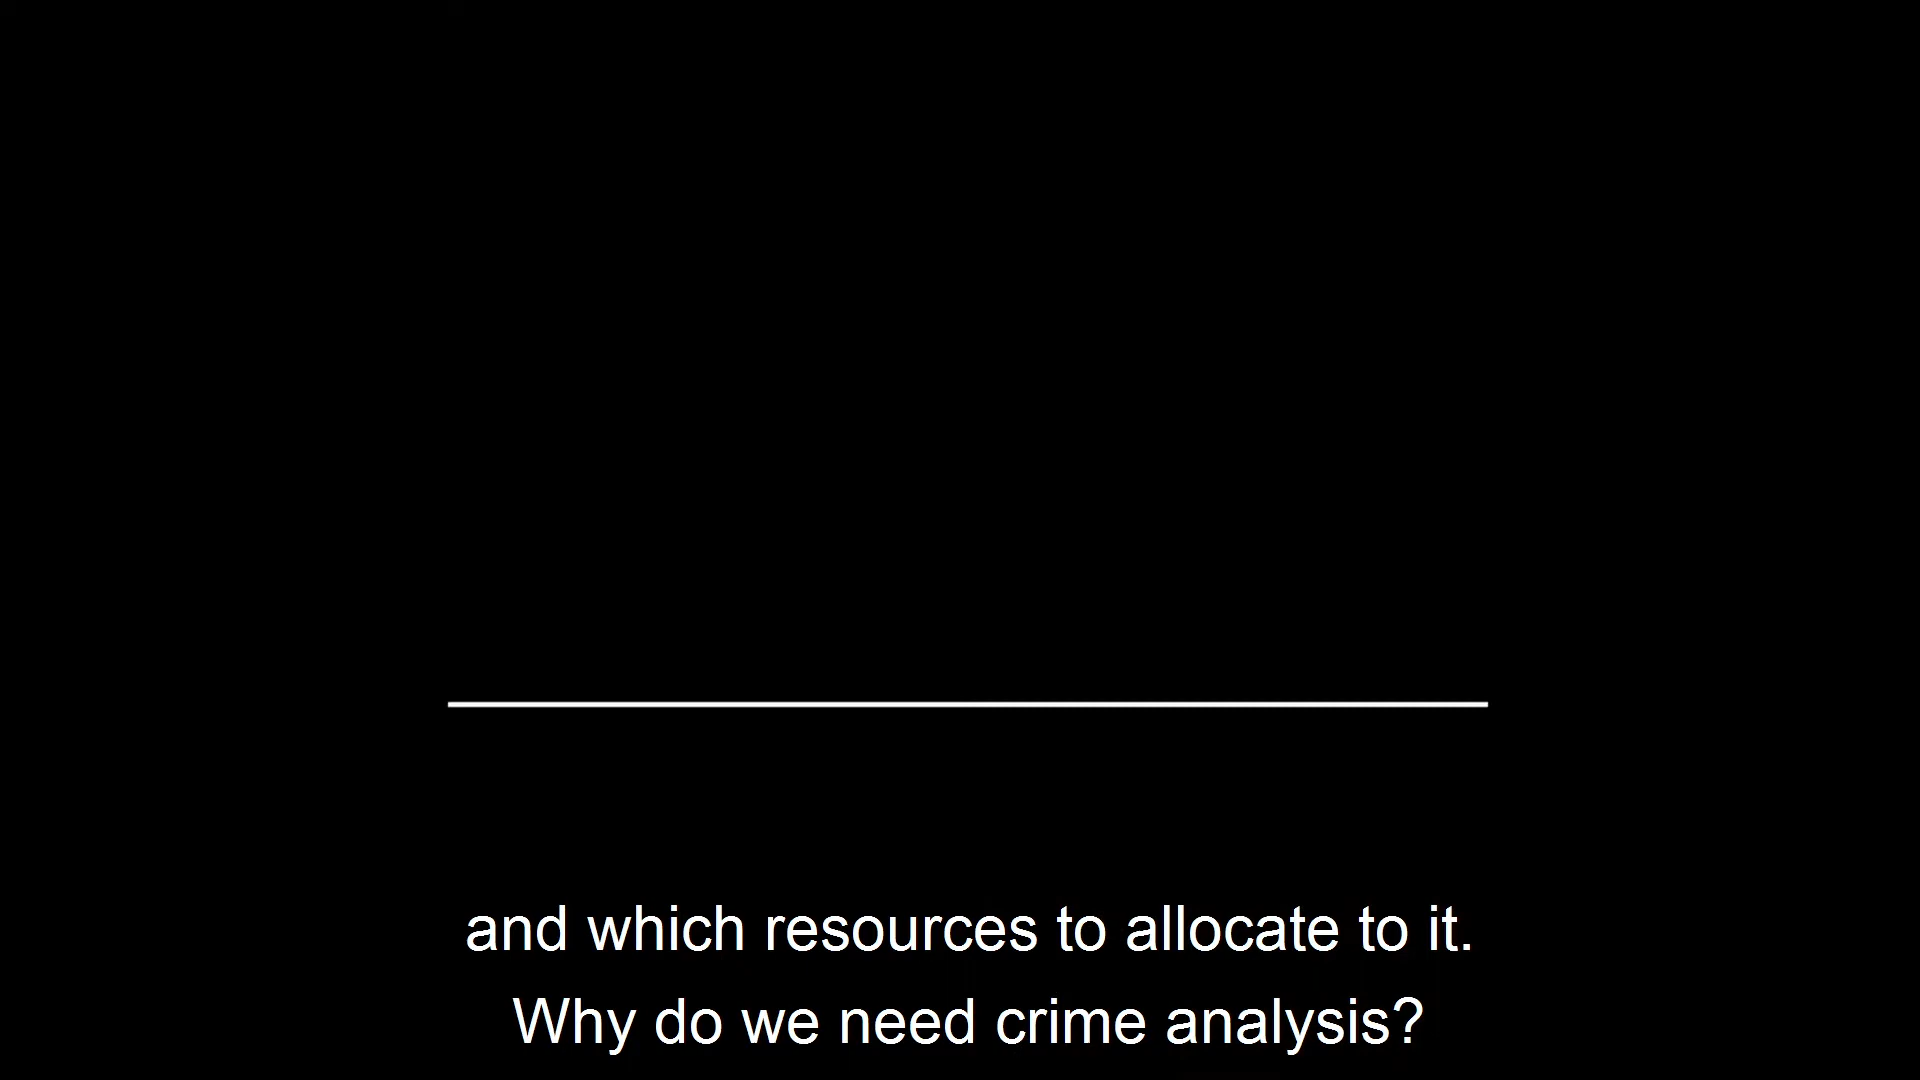 and which resources to allocate to it.
Why do we need crime analysis?